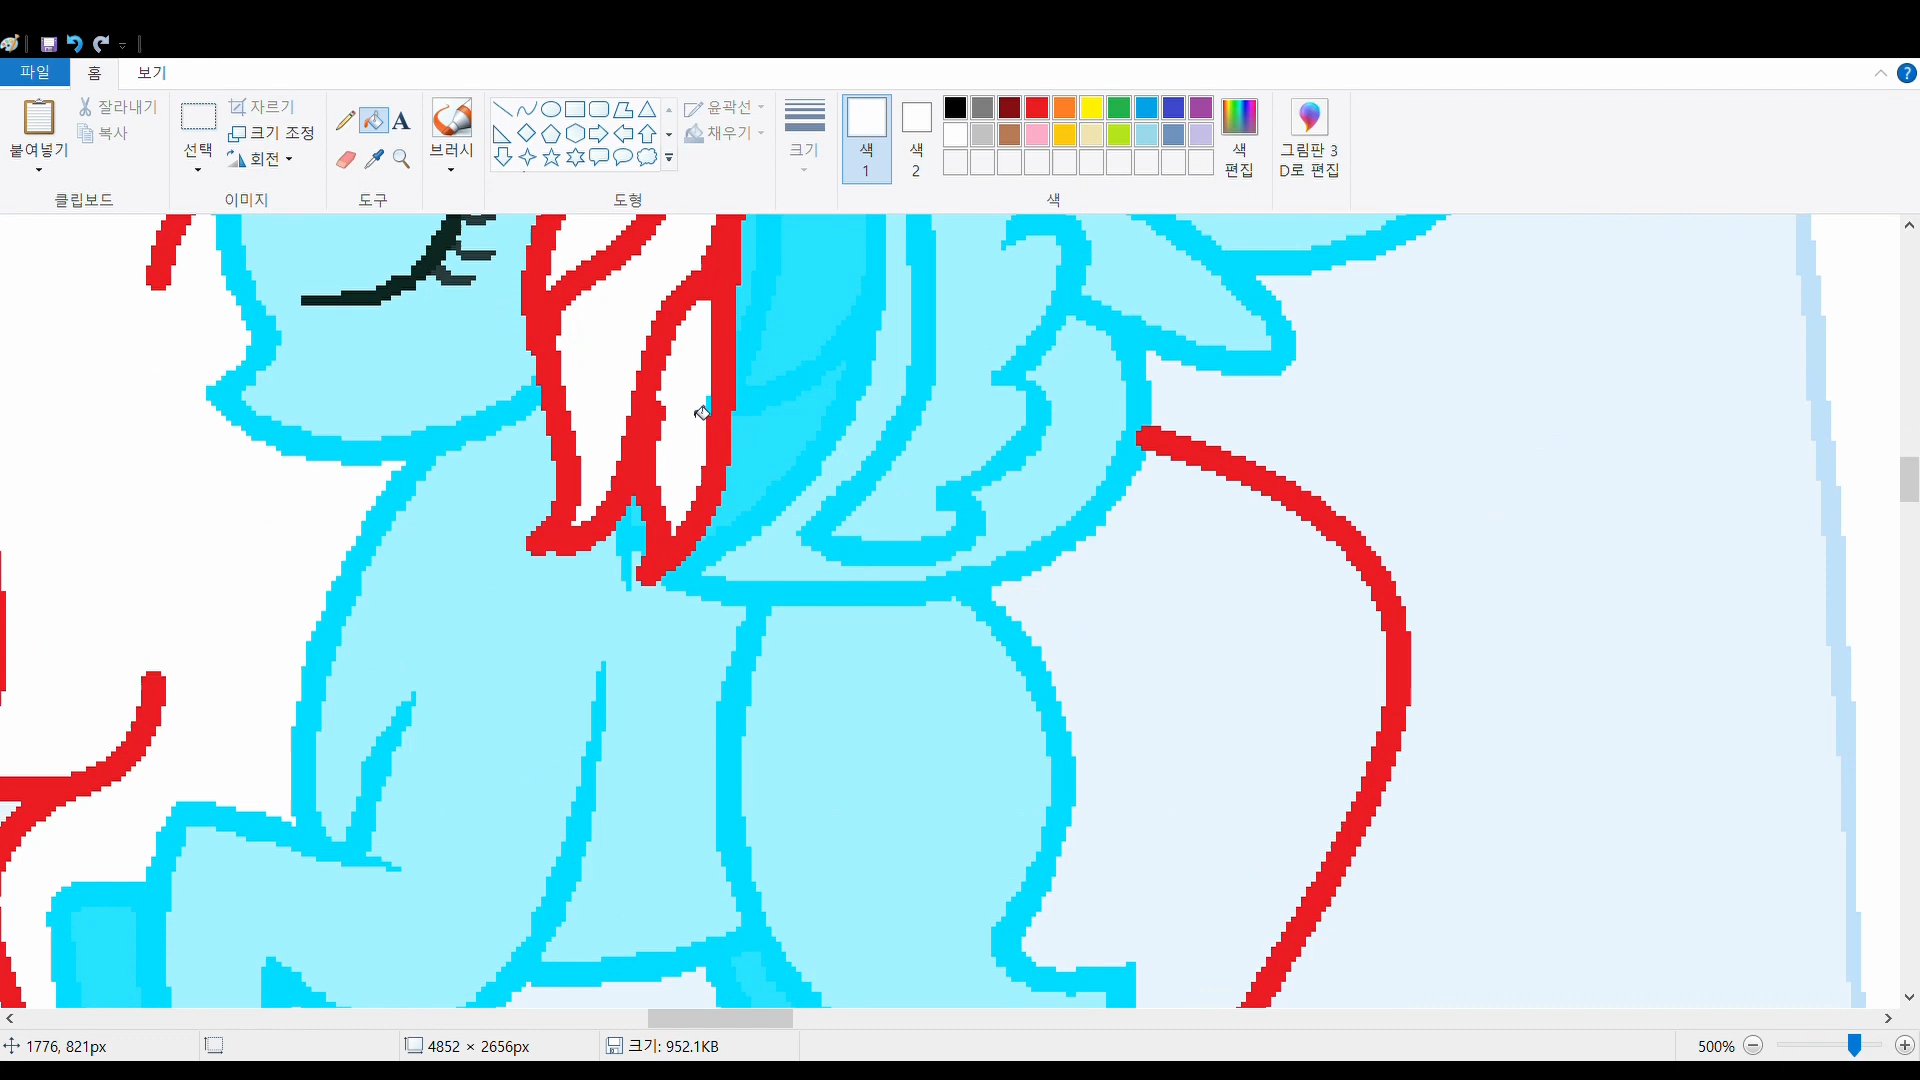 파일 홈 보기 ?
붙여넣기 잘라내기 복사 클립보드
선택 자르기 크기 조정 회전 이미지
A 도구
브러시
윤곽선 채우기 도형
크기
색 1
색 2
색 편집
색
그림판 3D로 편집
1776, 821px
4852 × 2656px
크기: 952.1KB
500%